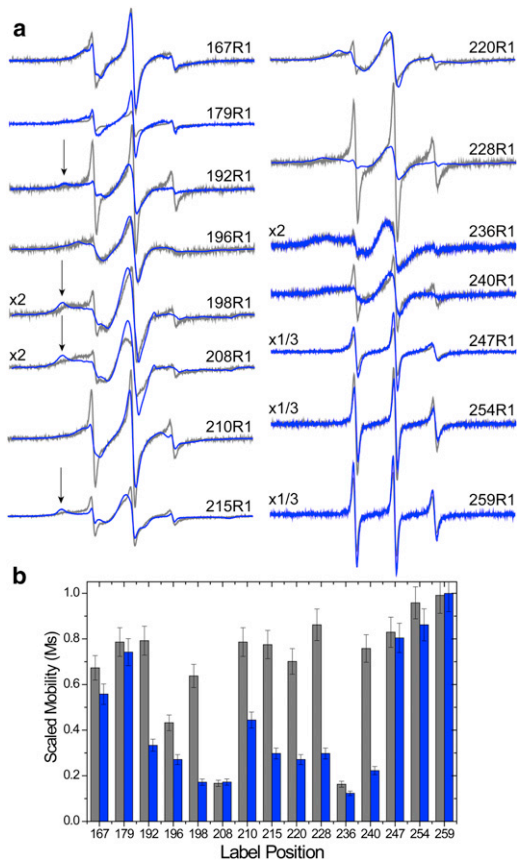 a
167R1
179R1
192R1
196R1
x2
198R1
x2
208R1
210R1
215R1
220R1
228R1
x2
236R1
240R1
x1/3
247R1
x1/3
254R1
x1/3
259R1
b
Scaled Mobility (Ms)
1.0
0.8
0.6
0.4
0.2
0.0
167 179 192 196 198 208 210 215 220 228 236 240 247 254 259
Label Position